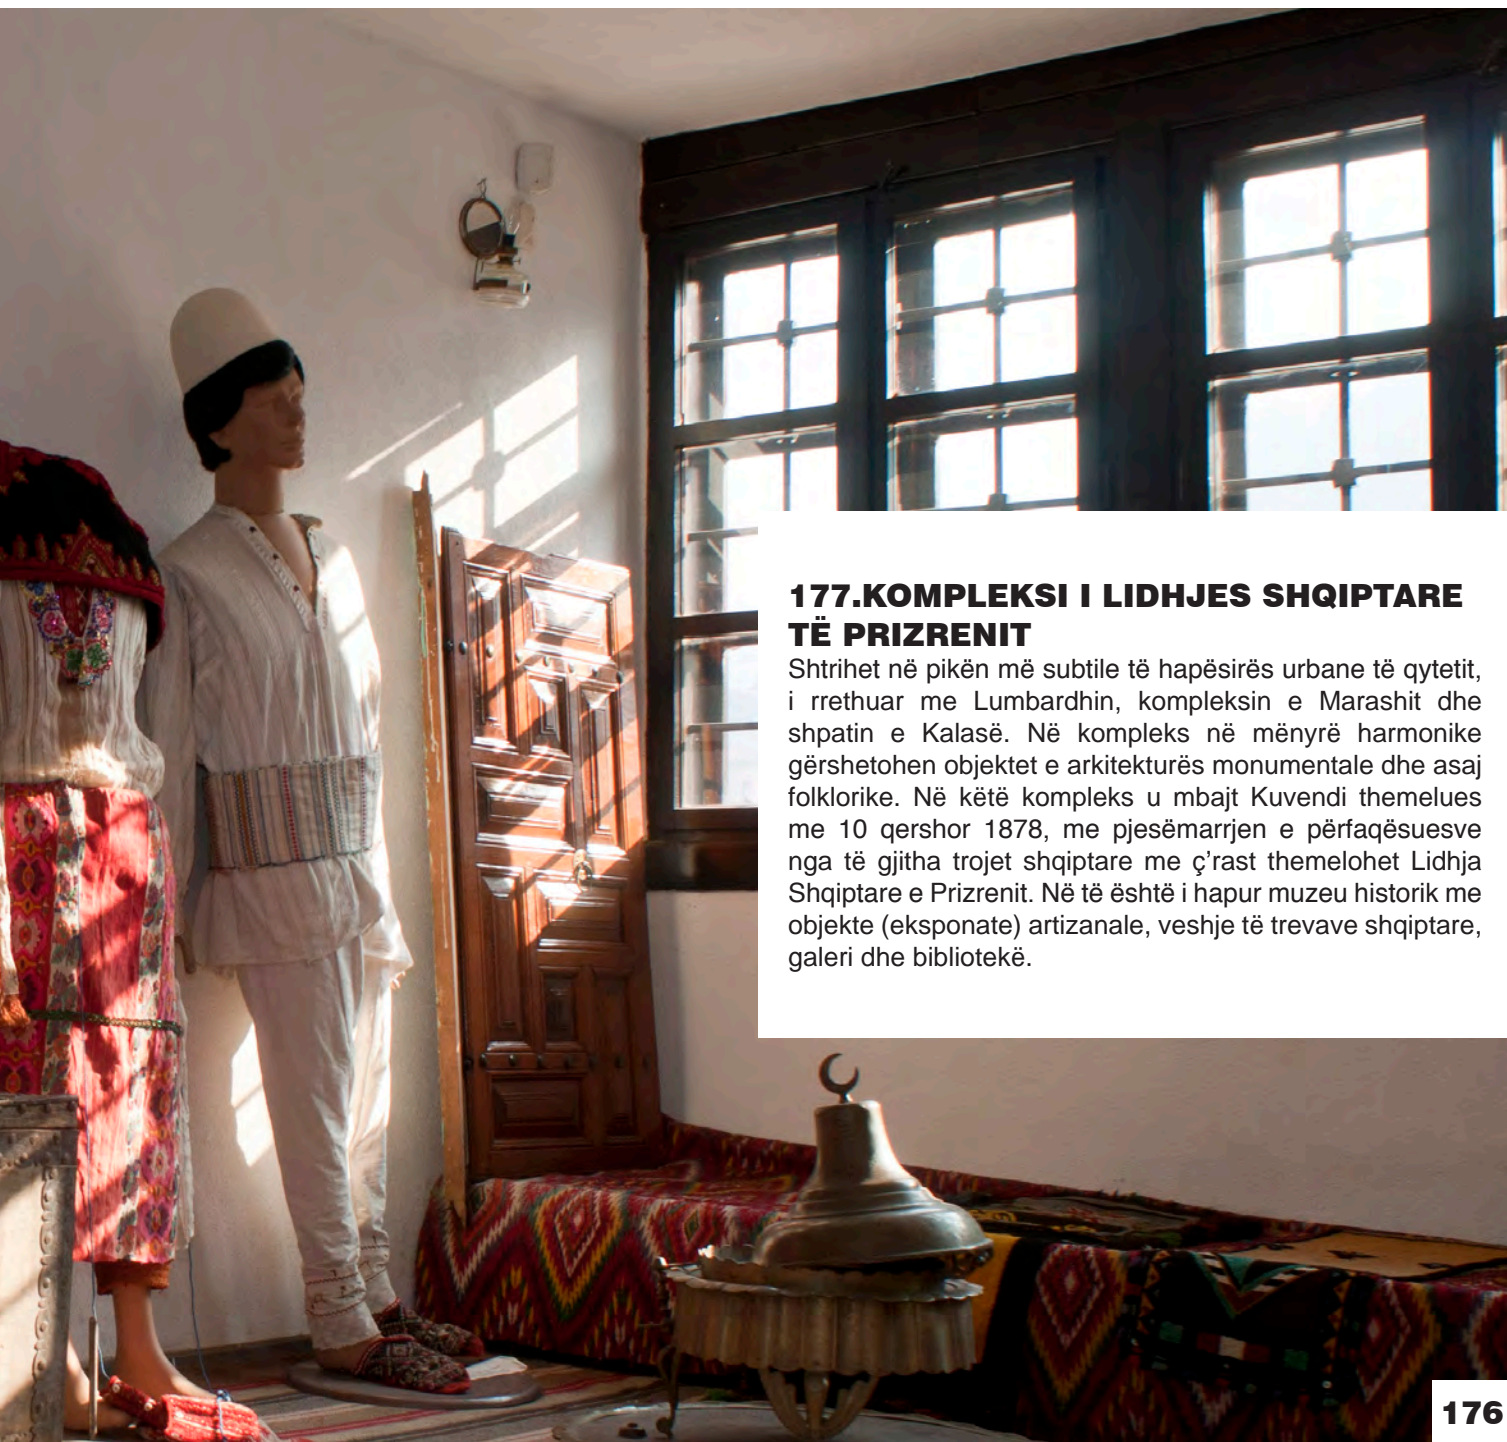 177.KOMPLEKSI I LIDHJES SHQIPTARE
TË PRIZRENIT
Shtrihet në pikën më subtile të hapësirës urbane të qytetit,
i rrethuar me Lumbardhin, kompleksin e Marashit dhe
shpatin e Kalasë. Në kompleks në mënyrë harmonike
gërshetohen objektet e arkitekturës monumentale dhe asaj
folklorike. Në këtë kompleks u mbajt Kuvendi themelues
me 10 qershor 1878, me pjesëmarrjen e përfaqësuesve
nga të gjitha trojet shqiptare me ç’rast themelohet Lidhja
Shqiptare e Prizrenit. Në të është i hapur muzeu historik me
objekte (eksponate) artizanale, veshje të trevave shqiptare,
galeri dhe bibliotekë.
176